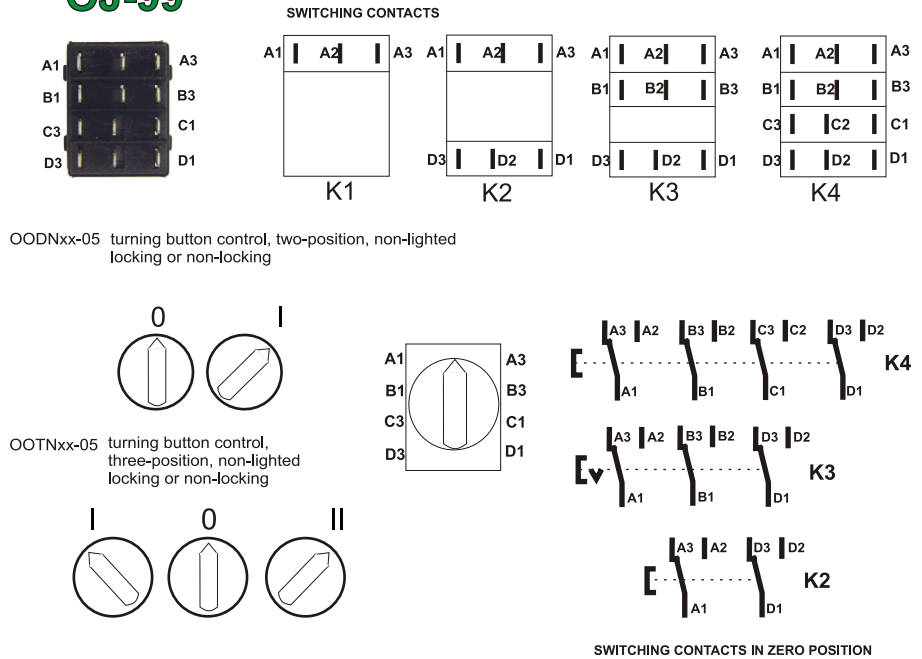 OJ-99
SWITCHING CONTACTS
A1 A3
B1 B3
C3 C1
D3 D1
A1 A2 A3
K1
A1 A2 A3
D3 D2 D1
K2
A1 A2 A3
B1 B2 B3
D3 D2 D1
K3
A1 A2 A3
B1 B2 B3
C3 C2 C1
D3 D2 D1
K4
OODNxx-05 turning button control, two-position, non-lighted
locking or non-locking
0 I
OOTNxx-05 turning button control,
three-position, non-lighted
locking or non-locking
I 0 II
A1 A3
B1 B3
C3 C1
D3 D1
A3 A2 B3 B2 C3 C2 D3 D2
K4
A1 B1 C1 D1
A3 A2 B3 B2 D3 D2
K3
A1 B1 D1
A3 A2 D3 D2
K2
A1 D1
SWITCHING CONTACTS IN ZERO POSITION